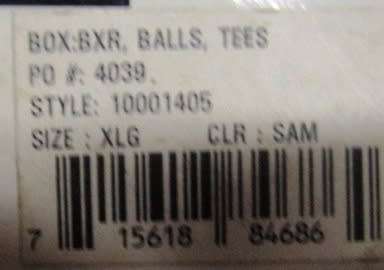 BOX:BXR, BALLS, TEES
PO #: 4039.
STYLE: 10001405
SIZE : XLG CLR : SAM
7 15618 84686